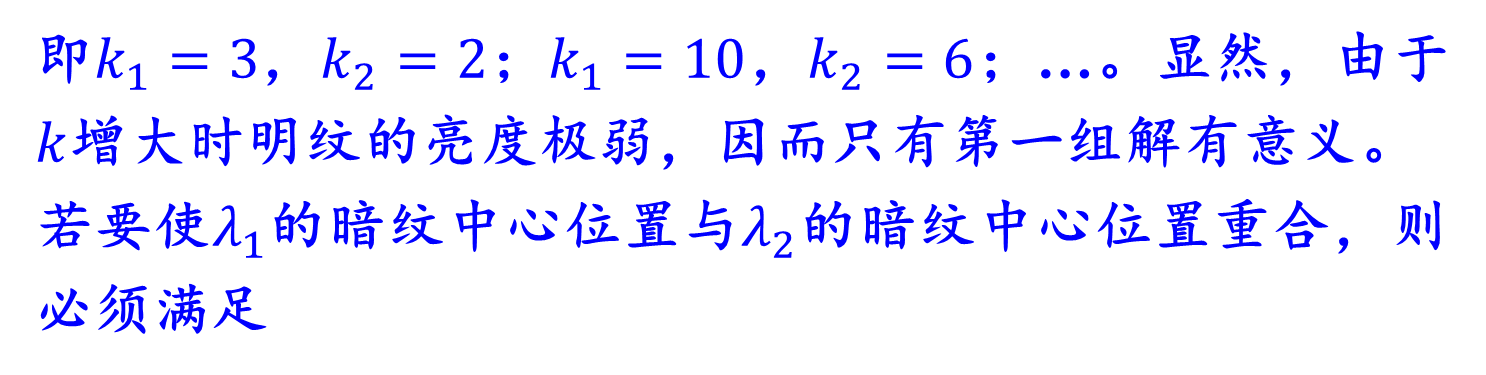 即k₁ = 3，k₂ = 2；k₁ = 10，k₂ = 6；…。显然，由于
k增大时明纹的亮度极弱，因而只有第一组解有意义。
若要使λ₁的暗纹中心位置与λ₂的暗纹中心位置重合，则
必须满足